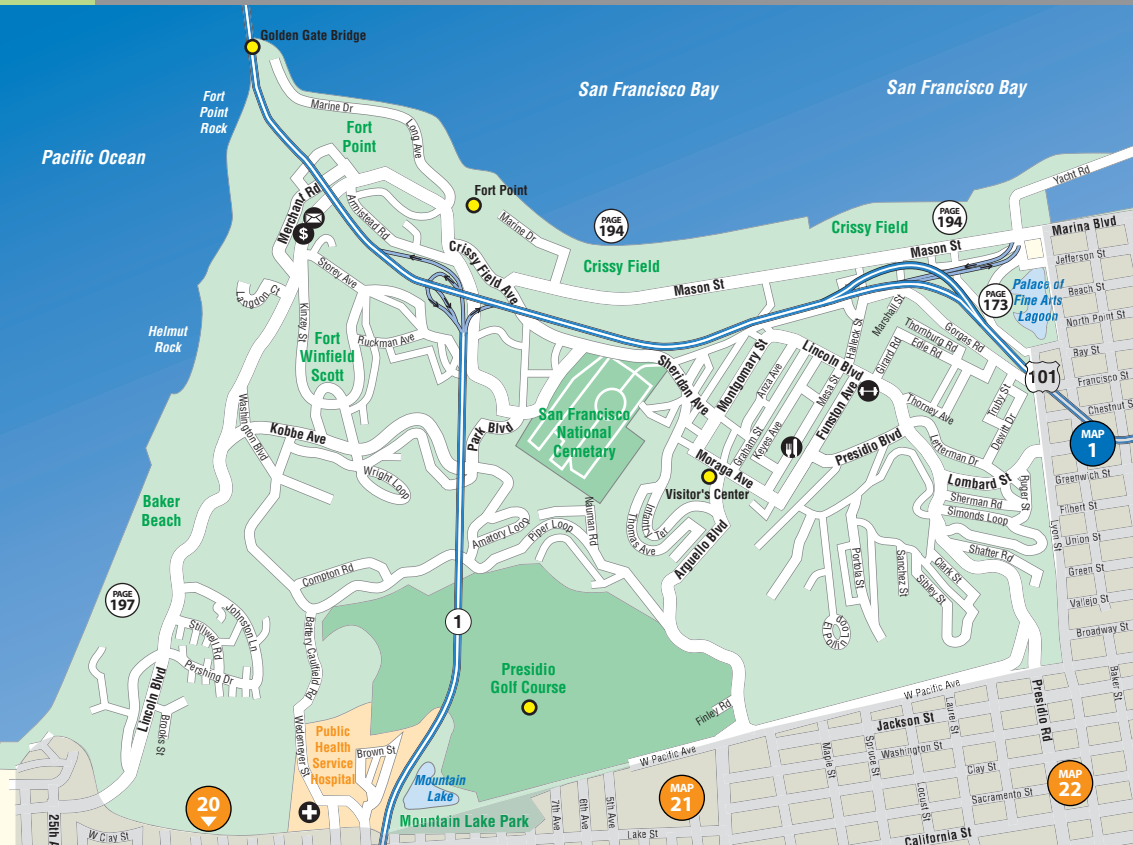 Golden Gate Bridge
San Francisco Bay
San Francisco Bay
Fort
Point
Rock
Marine Dr
Long Ave
Fort
Point
Pacific Ocean
Yacht Rd
Merchant Rd
Armistead Rd
Fort Point
Marine Dr
PAGE
194
PAGE
194
Crissy Field
Crissy Field
Marina Blvd
Mason St
Mason St
Jefferson St
$
Storey Ave
Crissy Field Ave
Langdon Ct
Kinzey St
Beach St
Palace of
Fine Arts
Lagoon
PAGE
173
North Point St
Helmut
Rock
Fort
Winfield
Scott
Ruckman Ave
Marshall St
Halleck St
Gorgas Rd
Thornburg Rd
Edie Rd
Girard Rd
Lincoln Blvd
Bay St
Francisco St
Chestnut S
101
Sheridan Ave
Montgomery St
Anza Ave
Mesa St
Funston Ave
Graham St
Keyes Ave
Thorney Ave
Truby St
Dewitt Dr
MAP
1
San Francisco
National
Cemetary
Washington Blvd
Kobbe Ave
Park Blvd
Moraga Ave
Presidio Blvd
Letterman Dr
Lombard St
Ruger St
Greenwich St
Visitor's Center
Wright Loop
Baker
Beach
Sherman Rd
Simonds Loop
Filbert St
Lyon St
Union St
Amatory Loop
Piper Loop
Nauman Rd
Infantry Ter
Thomas Ave
Arguello Blvd
Shafter Rd
Portola St
Sanchez St
Clark St
Sibley St
Green St
Compton Rd
PAGE
197
Vallejo St
Broadway St
El Polin Loop
1
Johnston Ln
Stillwell Rd
Pershing Dr
Battery Caulfield Rd
Lincoln Blvd
Brooks St
Presidio
Golf Course
Finley Rd
W Pacific Ave
W Pacific Ave
Presidio Rd
Baker St
Jackson St
Laurel St
Washington St
Maple St
Spruce St
Clay St
Wedemeyer St
Public
Health
Service
Hospital
Brown St
Mountain
Lake
Mountain Lake Park
20
MAP
21
MAP
22
Locust St
Sacramento St
California St
7th Ave
6th Ave
5th Ave
Lake St
25th A
W Clay St